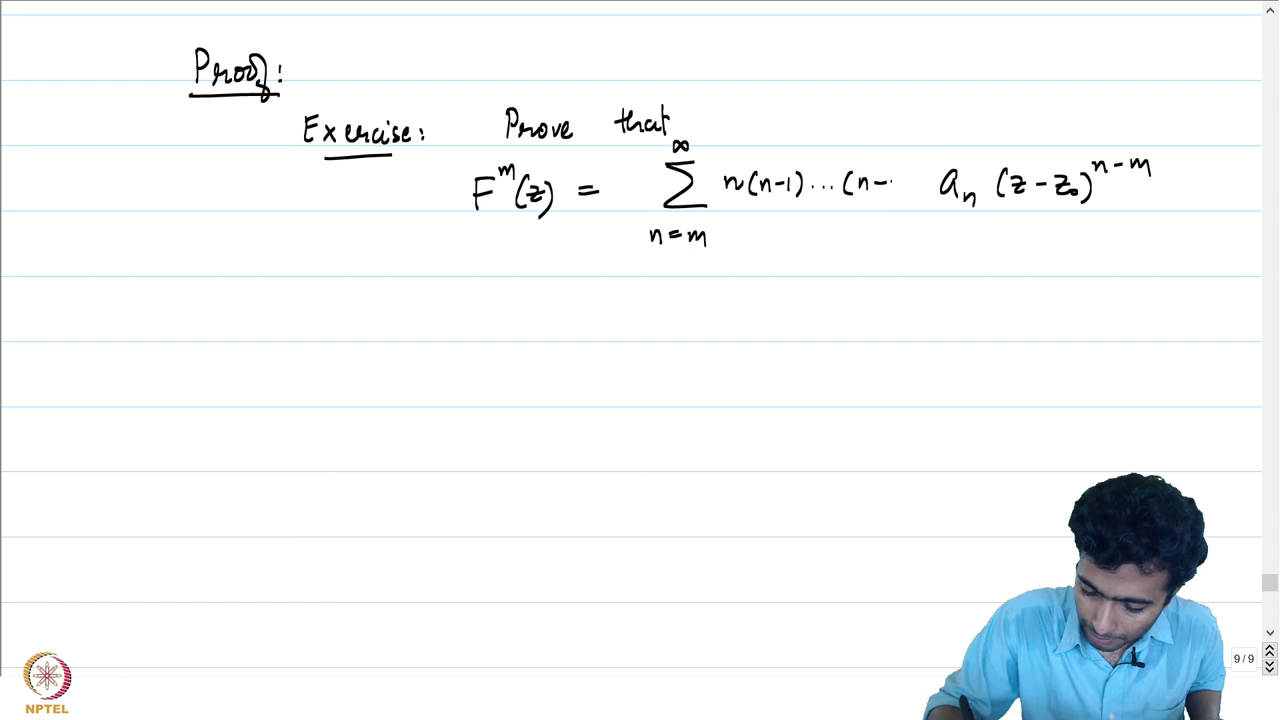 Proof:
Exercise: Prove that
F^m(z) = ∑_{n=m}^{∞} n(n-1)...(n-· a_n (z-z_0)^{n-m}
9 / 9
NPTEL